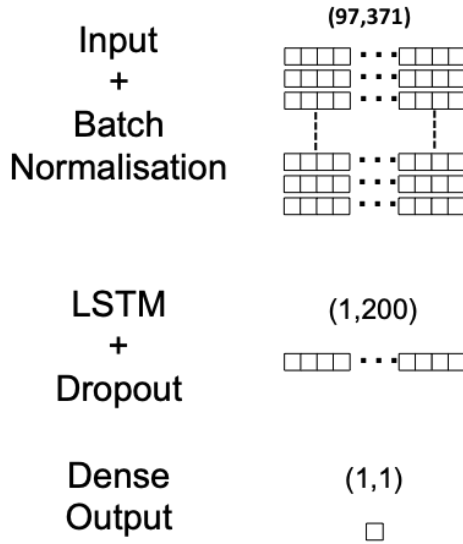 Input
+
Batch
Normalisation
(97,371)
LSTM
+
Dropout
(1,200)
Dense
Output
(1,1)